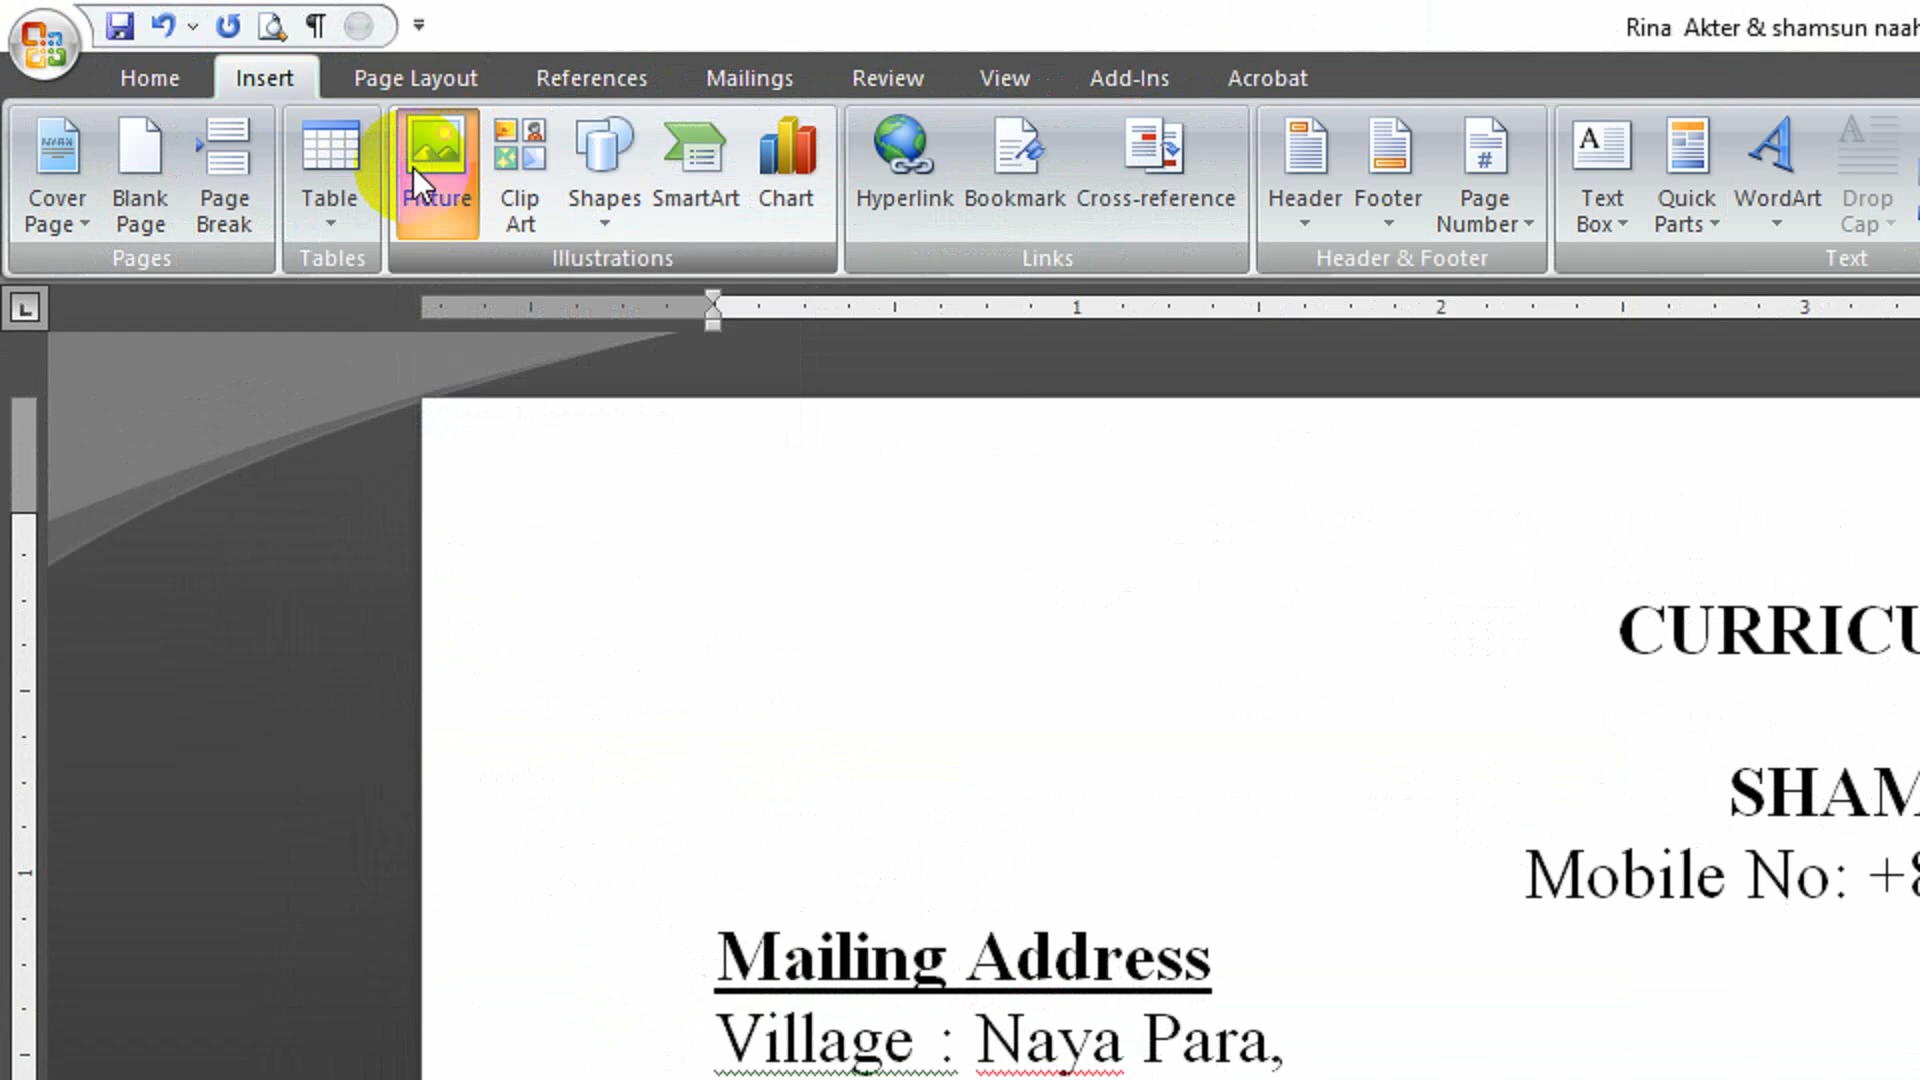 Rina Akter & shamsun naah
Home Insert Page Layout References Mailings Review View Add-Ins Acrobat
Cover Page
Blank Page
Page Break
Table
Picture
Clip Art
Shapes
SmartArt
Chart
Hyperlink
Bookmark
Cross-reference
Header
Footer
Page Number
Text Box
Quick Parts
WordArt
Drop Cap
Pages Tables Illustrations Links Header & Footer Text
1 2 3
1
CURRICU
SHAM
Mobile No: +8
Mailing Address
Village : Naya Para,